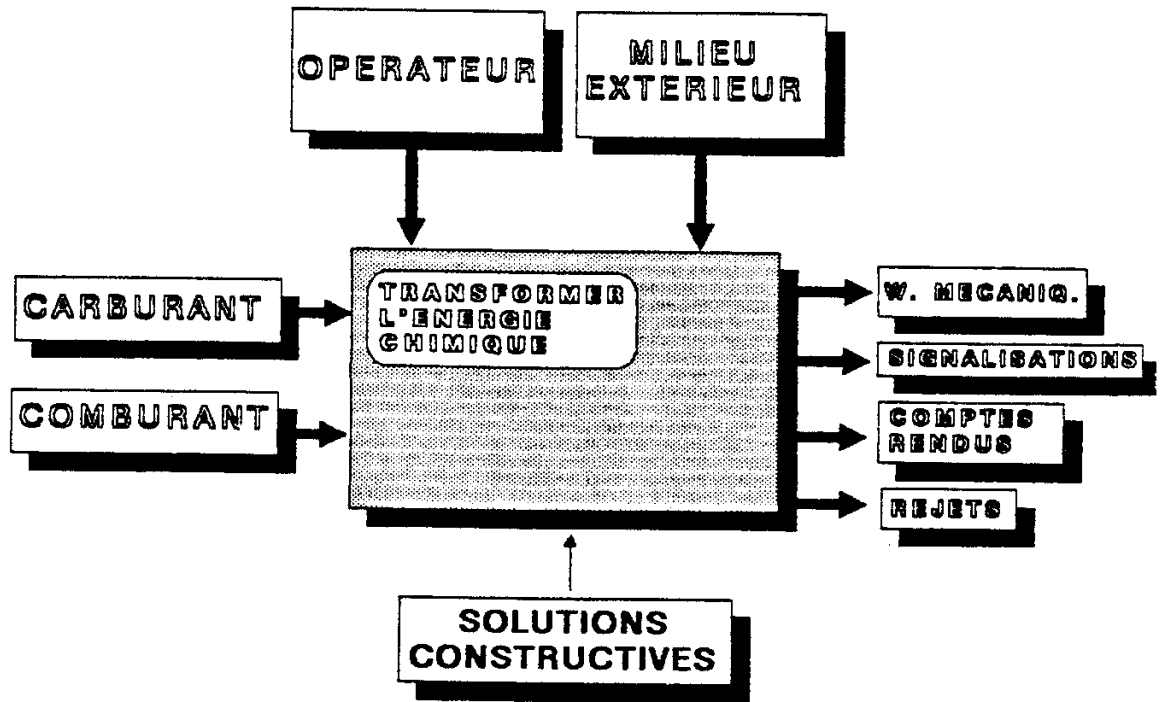 OPERATEUR
MILIEU
EXTERIEUR
CARBURANT
COMBURANT
TRANSFORMER
L'ENERGIE
CHIMIQUE
W. MECANIQ.
SIGNALISATIONS
COMPTES
RENDUS
REJETS
SOLUTIONS
CONSTRUCTIVES